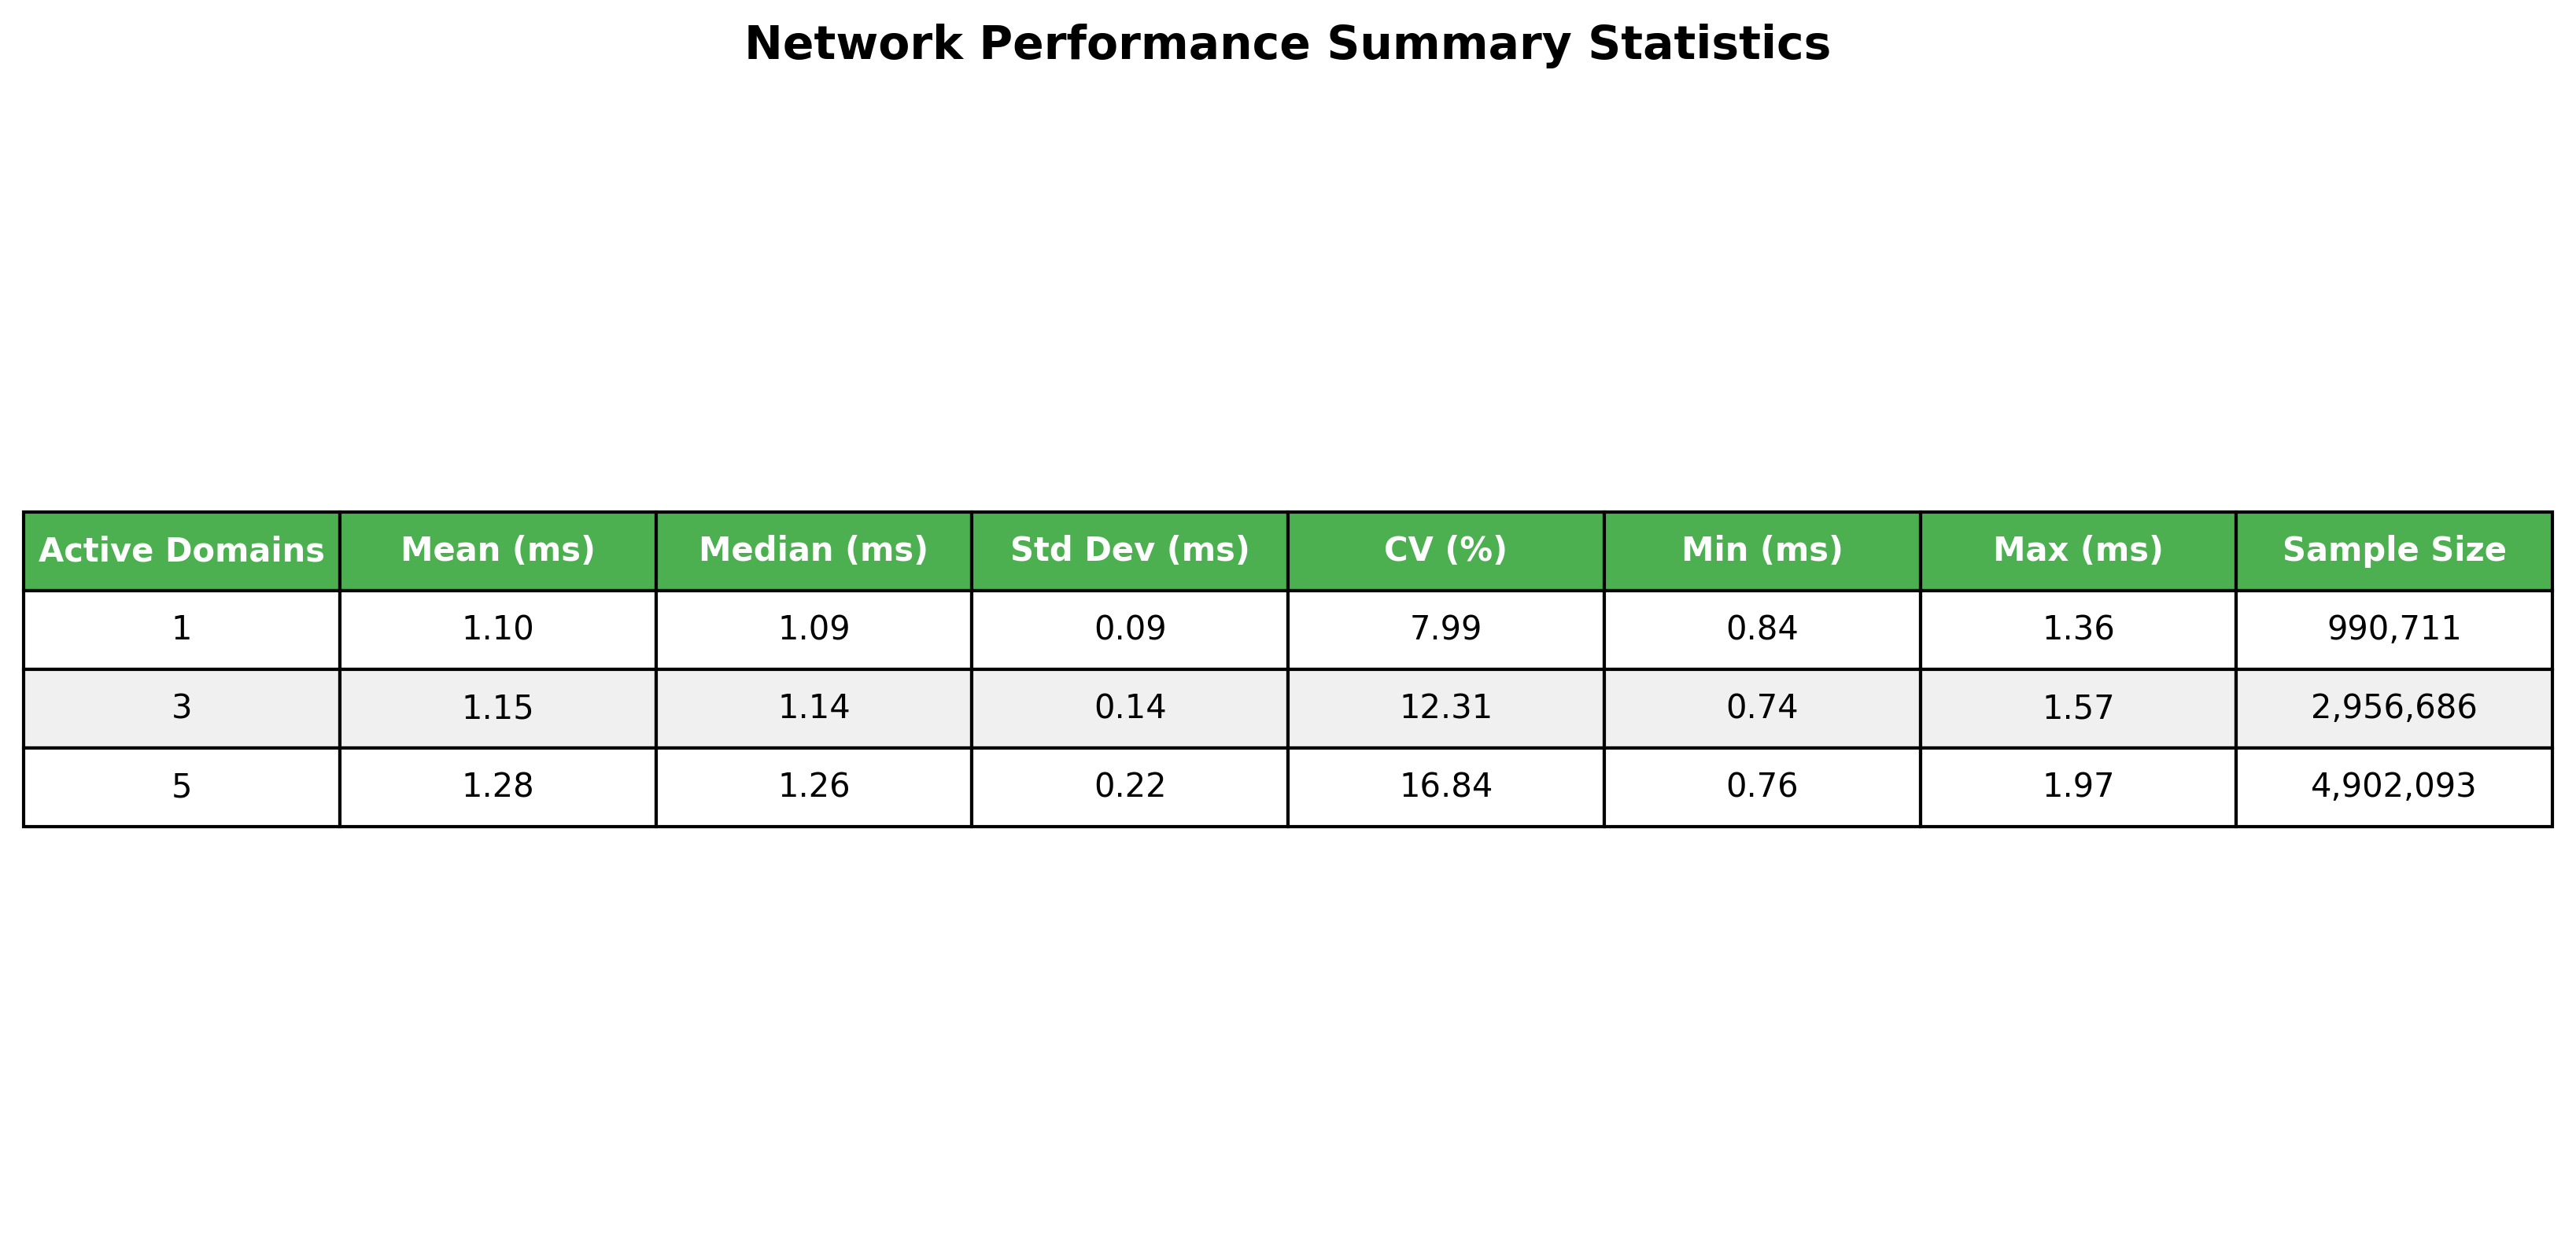 Network Performance Summary Statistics
Active Domains Mean (ms) Median (ms) Std Dev (ms) CV (%) Min (ms) Max (ms) Sample Size
1 1.10 1.09 0.09 7.99 0.84 1.36 990,711
3 1.15 1.14 0.14 12.31 0.74 1.57 2,956,686
5 1.28 1.26 0.22 16.84 0.76 1.97 4,902,093